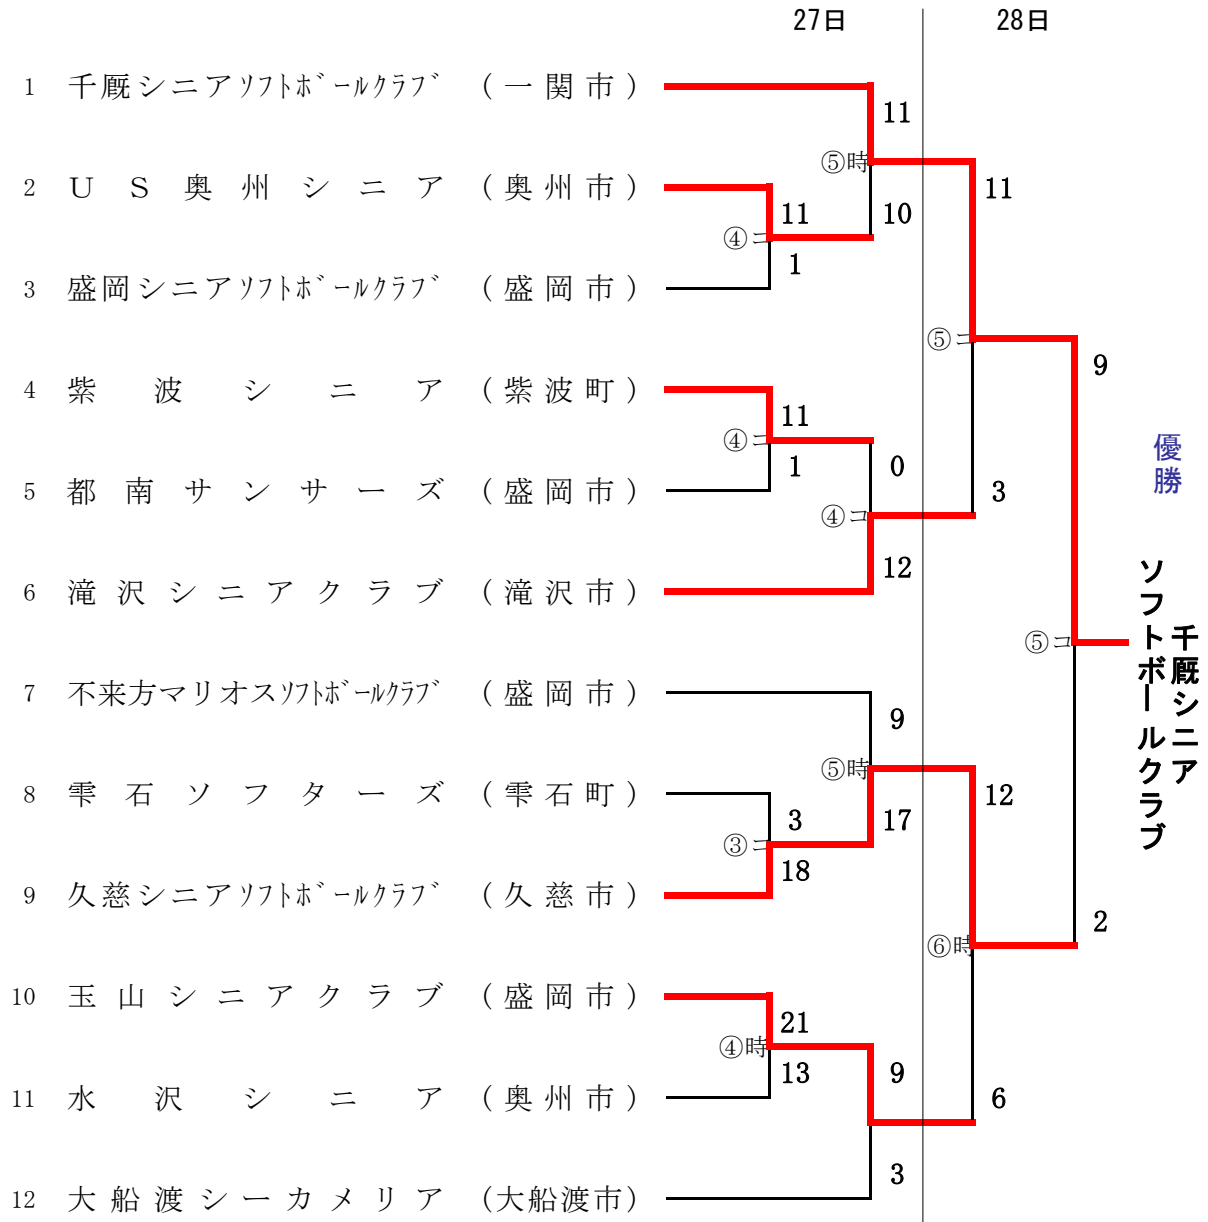 27日 28日
1 千厩シニアソフトボールクラブ (一関市)
11
⑤時
2 US奥州シニア (奥州市)
11
11 10
④コ
1
3 盛岡シニアソフトボールクラブ (盛岡市)
⑤コ
9
4 紫波シニア (紫波町)
11
④コ
1 0
5 都南サンサーズ (盛岡市)
3
④コ
12
6 滝沢シニアクラブ (滝沢市)
優勝
千厩シニア
ソフトボールクラブ
⑤コ
7 不来方マリオスソフトボールクラブ (盛岡市)
9
⑤時
8 雫石ソフターズ (雫石町)
12
3 17
③コ
18
9 久慈シニアソフトボールクラブ (久慈市)
2
⑥時
10 玉山シニアクラブ (盛岡市)
21
④時
13 9
11 水沢シニア (奥州市)
6
3
12 大船渡シーカメリア (大船渡市)